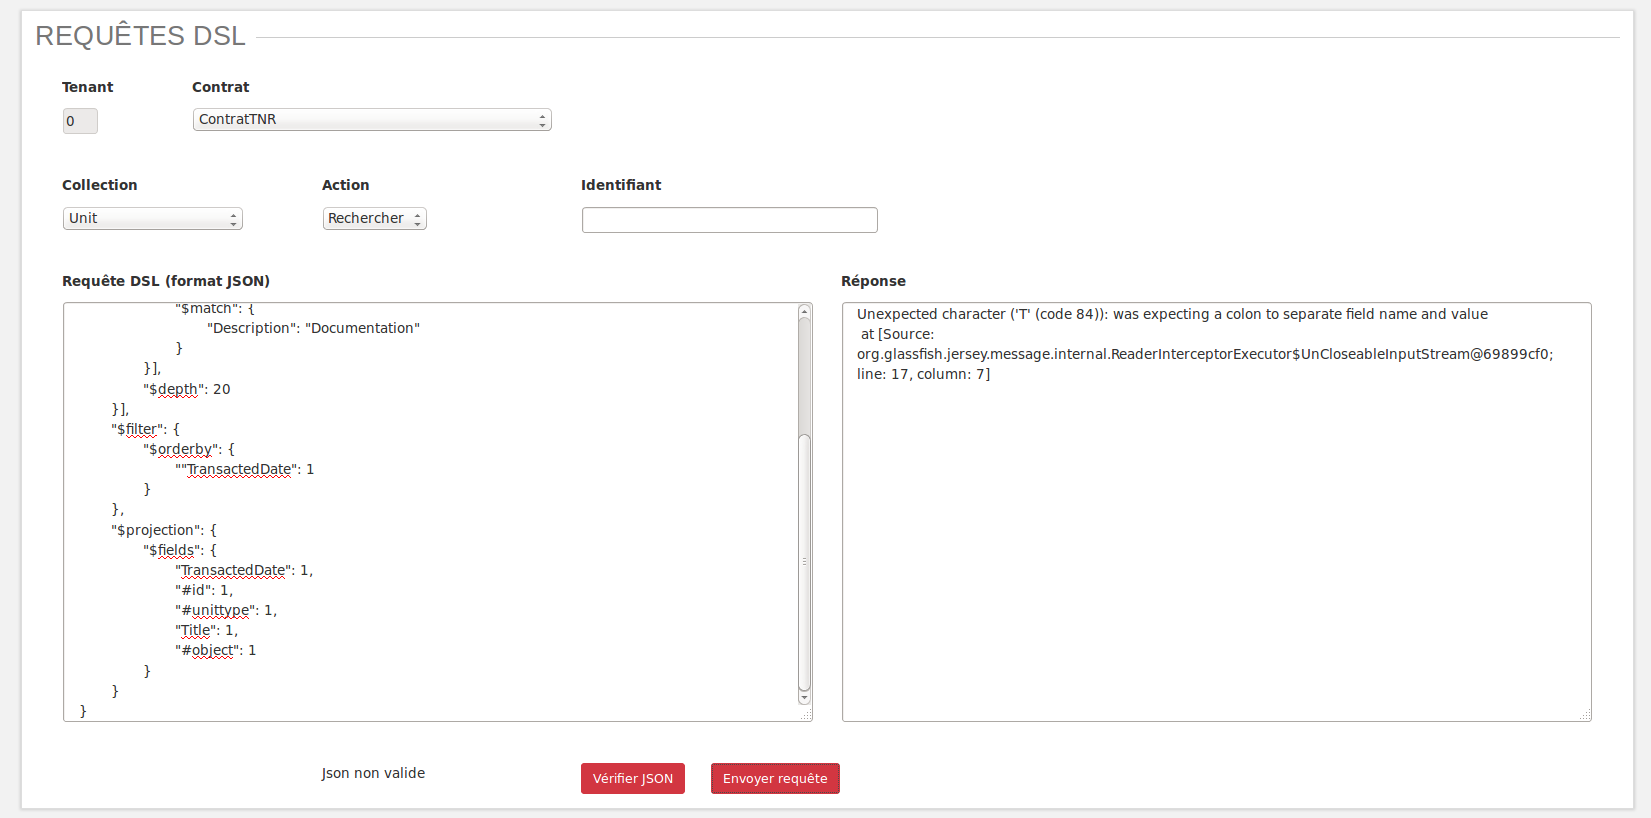 REQUÊTES DSL
Tenant
Contrat
0
ContratTNR
Collection
Action
Identifiant
Unit
Rechercher
Requête DSL (format JSON)
Réponse
"$match": {
"Description": "Documentation"
}
}],
"$depth": 20
}],
"$filter": {
"$orderby": {
""TransactedDate": 1
}
},
"$projection": {
"$fields": {
"TransactedDate": 1,
"#id": 1,
"#unittype": 1,
"Title": 1,
"#object": 1
}
}
}
Unexpected character ('T' (code 84)): was expecting a colon to separate field name and value
at [Source:
org.glassfish.jersey.message.internal.ReaderInterceptorExecutor$UnCloseableInputStream@69899cf0;
line: 17, column: 7]
Json non valide
Vérifier JSON
Envoyer requête